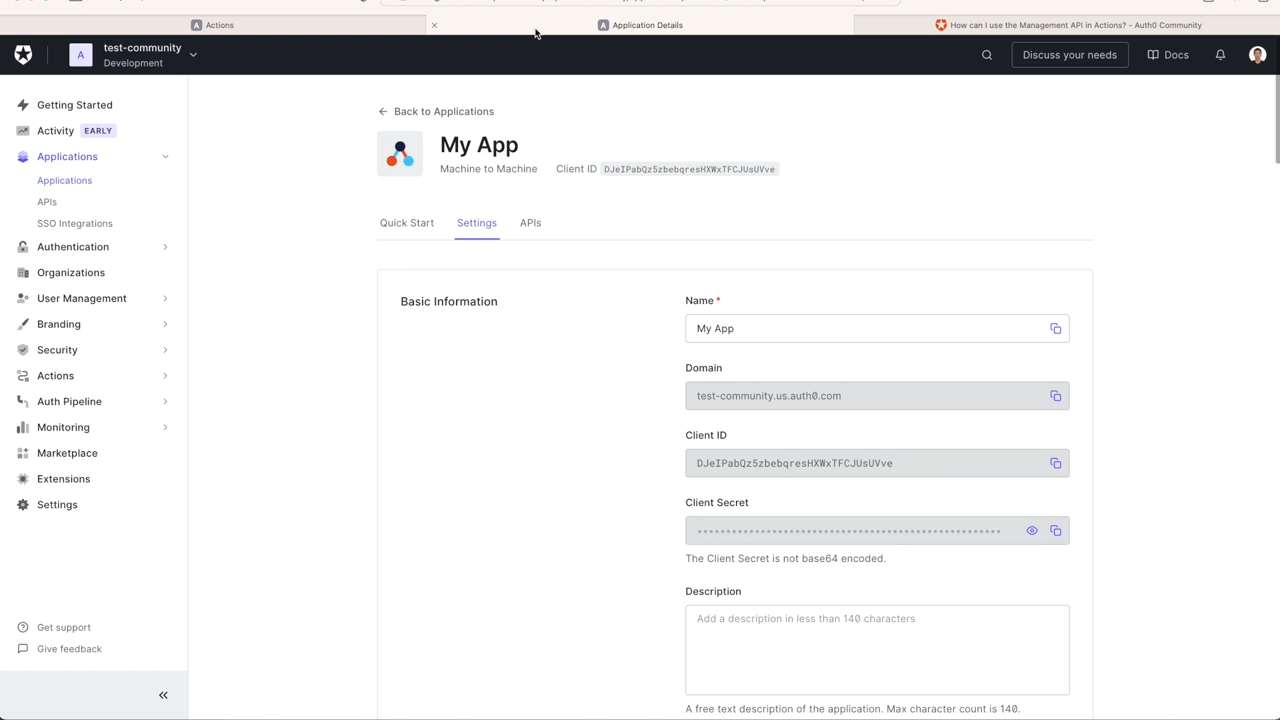 Actions
Application Details
How can I use the Management API in Actions? - Auth0 Community
A
test-community
Development
Discuss your needs
Docs
Getting Started
Activity EARLY
Applications
Applications
APIs
SSO Integrations
Authentication
Organizations
User Management
Branding
Security
Actions
Auth Pipeline
Monitoring
Marketplace
Extensions
Settings
Get support
Give feedback
Back to Applications
My App
Machine to Machine
Client ID DJeIPabQz5zbebqresHXWxTFCJUsUVve
Quick Start
Settings
APIs
Basic Information
Name *
My App
Domain
test-community.us.auth0.com
Client ID
DJeIPabQz5zbebqresHXWxTFCJUsUVve
Client Secret
The Client Secret is not base64 encoded.
Description
Add a description in less than 140 characters
A free text description of the application. Max character count is 140.